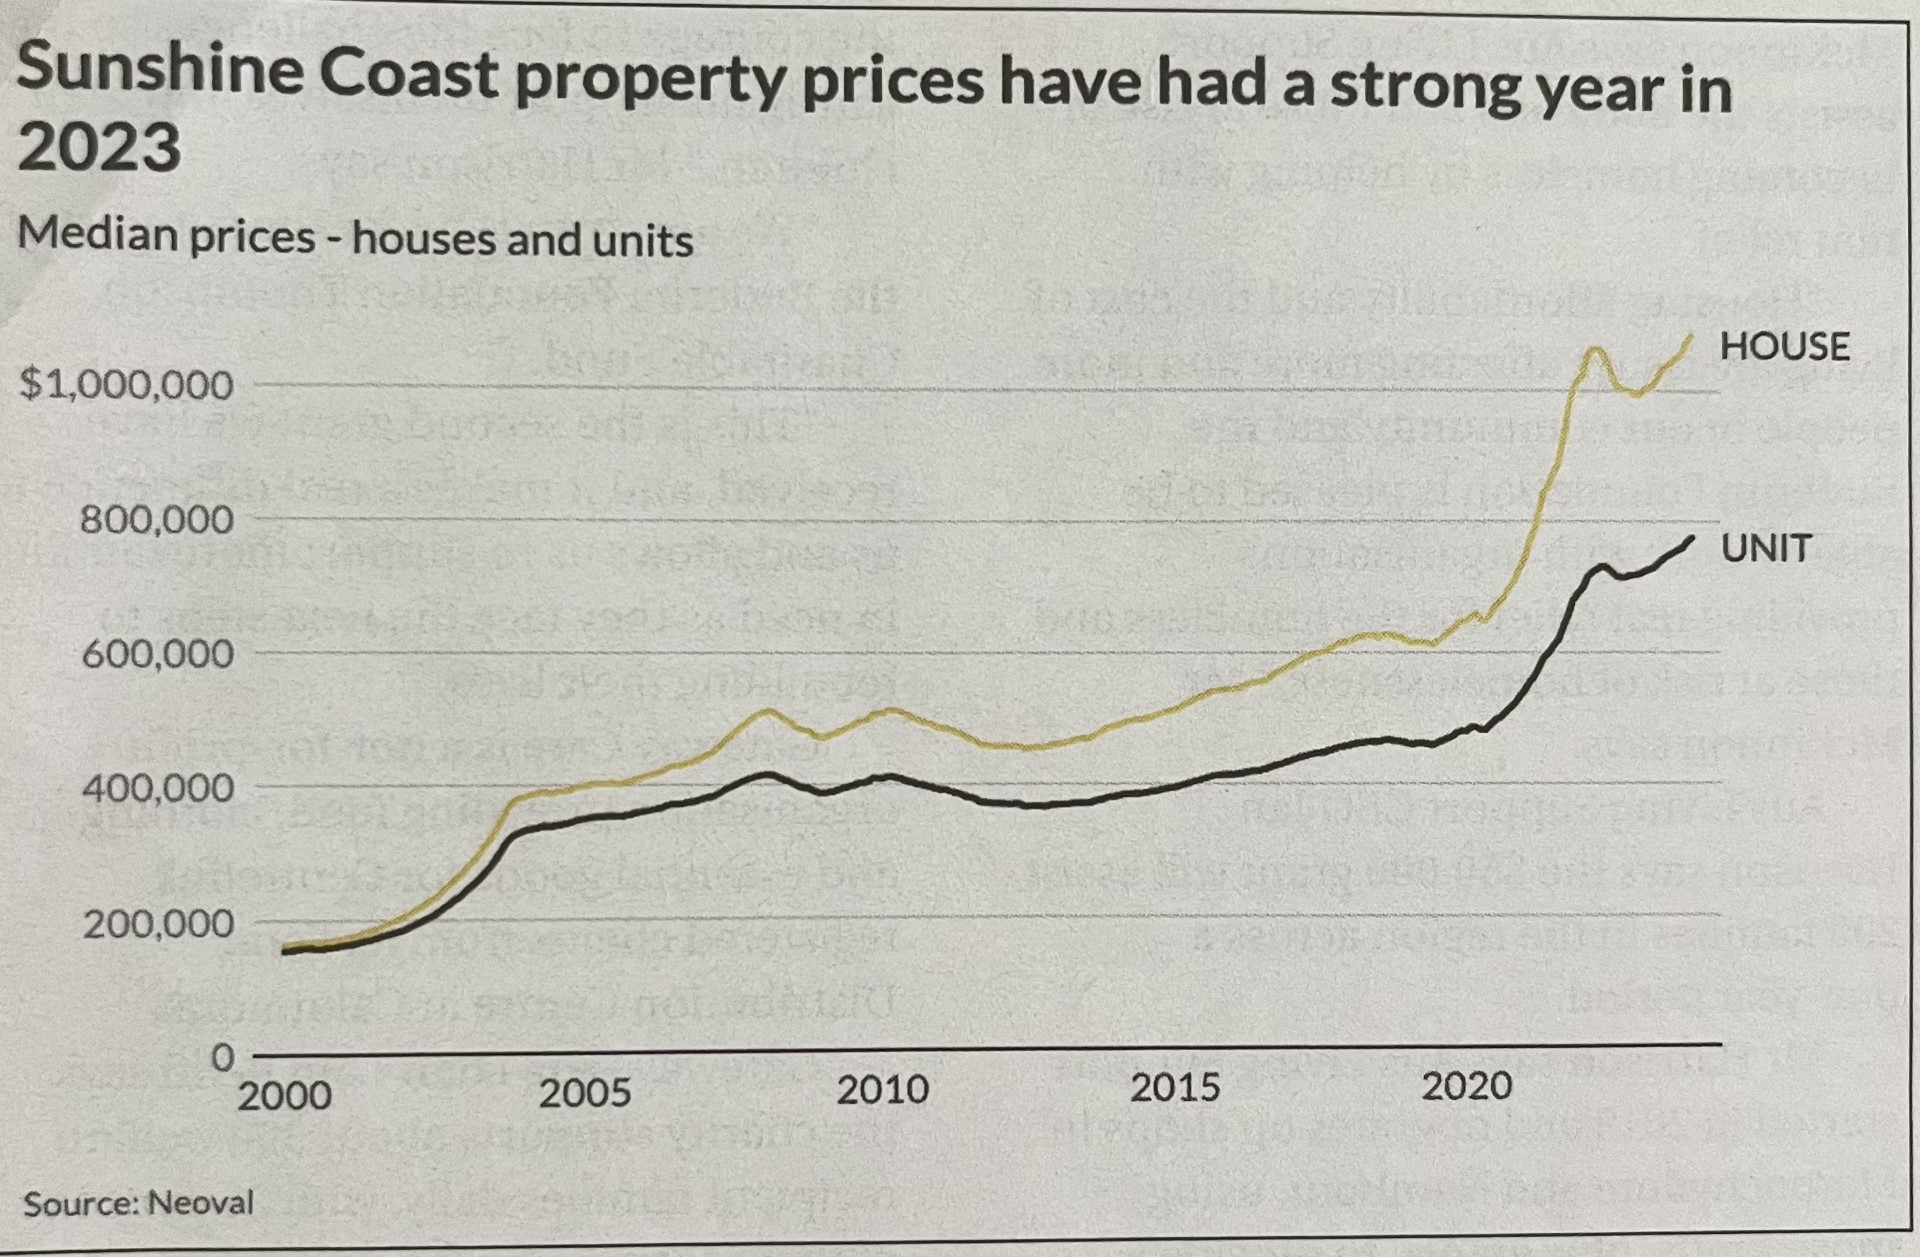 Sunshine Coast property prices have had a strong year in
2023
Median prices - houses and units
HOUSE
$1,000,000
800,000
UNIT
600,000
400,000
200,000
0
2000 2005 2010 2015 2020
Source: Neoval